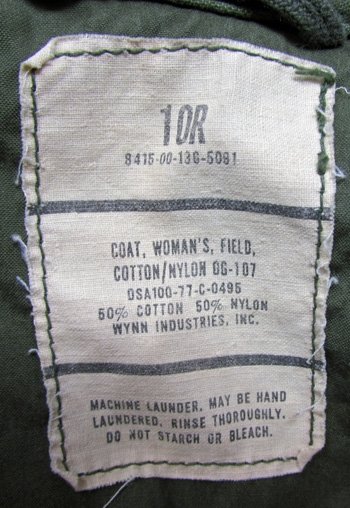 10R
8415-00-13G-5081
COAT, WOMAN'S, FIELD,
COTTON/NYLON OG-107
DSA100-77-C-0495
50% COTTON 50% NYLON
WYNN INDUSTRIES, INC.
MACHINE LAUNDER, MAY BE HAND
LAUNDERED. RINSE THOROUGHLY.
DO NOT STARCH OR BLEACH.